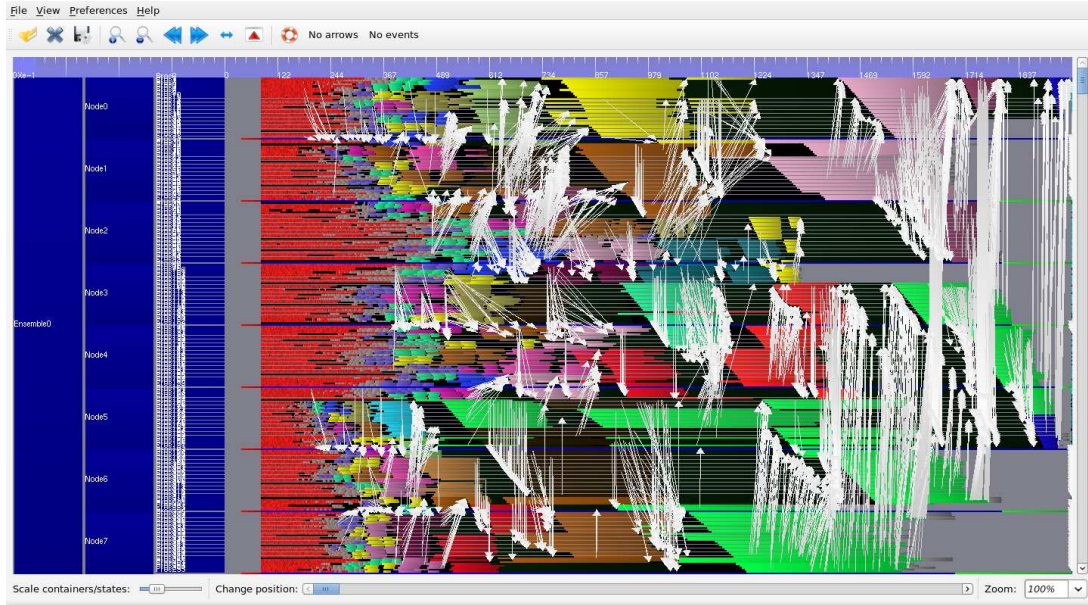 File View Preferences Help
No arrows No events
0 122 244 367 489 612 734 857 979 1102 1224 1347 1469 1592 1714 1837
Node0
Node1
Node2
Node3
Ensemble0
Node4
Node5
Node6
Node7
Scale containers/states: Change position: Zoom: 100%